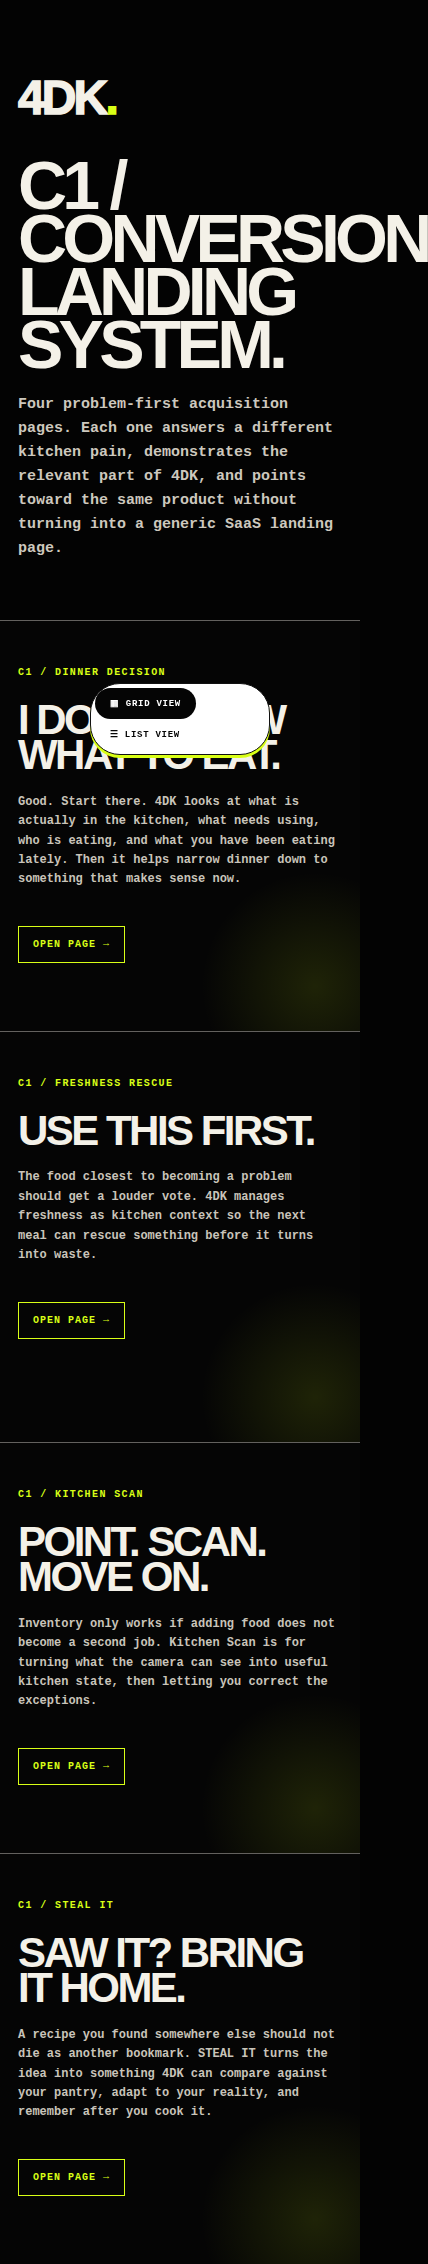 4DK.
C1 /
CONVERSION
LANDING
SYSTEM.
Four problem-first acquisition
pages. Each one answers a different
kitchen pain, demonstrates the
relevant part of 4DK, and points
toward the same product without
turning into a generic SaaS landing
page.
C1 / DINNER DECISION
▦ GRID VIEW
☰ LIST VIEW
I DO
WHAT TO EAT.
Good. Start there. 4DK looks at what is
actually in the kitchen, what needs using,
who is eating, and what you have been eating
lately. Then it helps narrow dinner down to
something that makes sense now.
OPEN PAGE →
C1 / FRESHNESS RESCUE
USE THIS FIRST.
The food closest to becoming a problem
should get a louder vote. 4DK manages
freshness as kitchen context so the next
meal can rescue something before it turns
into waste.
OPEN PAGE →
C1 / KITCHEN SCAN
POINT. SCAN.
MOVE ON.
Inventory only works if adding food does not
become a second job. Kitchen Scan is for
turning what the camera can see into useful
kitchen state, then letting you correct the
exceptions.
OPEN PAGE →
C1 / STEAL IT
SAW IT? BRING
IT HOME.
A recipe you found somewhere else should not
die as another bookmark. STEAL IT turns the
idea into something 4DK can compare against
your pantry, adapt to your reality, and
remember after you cook it.
OPEN PAGE →